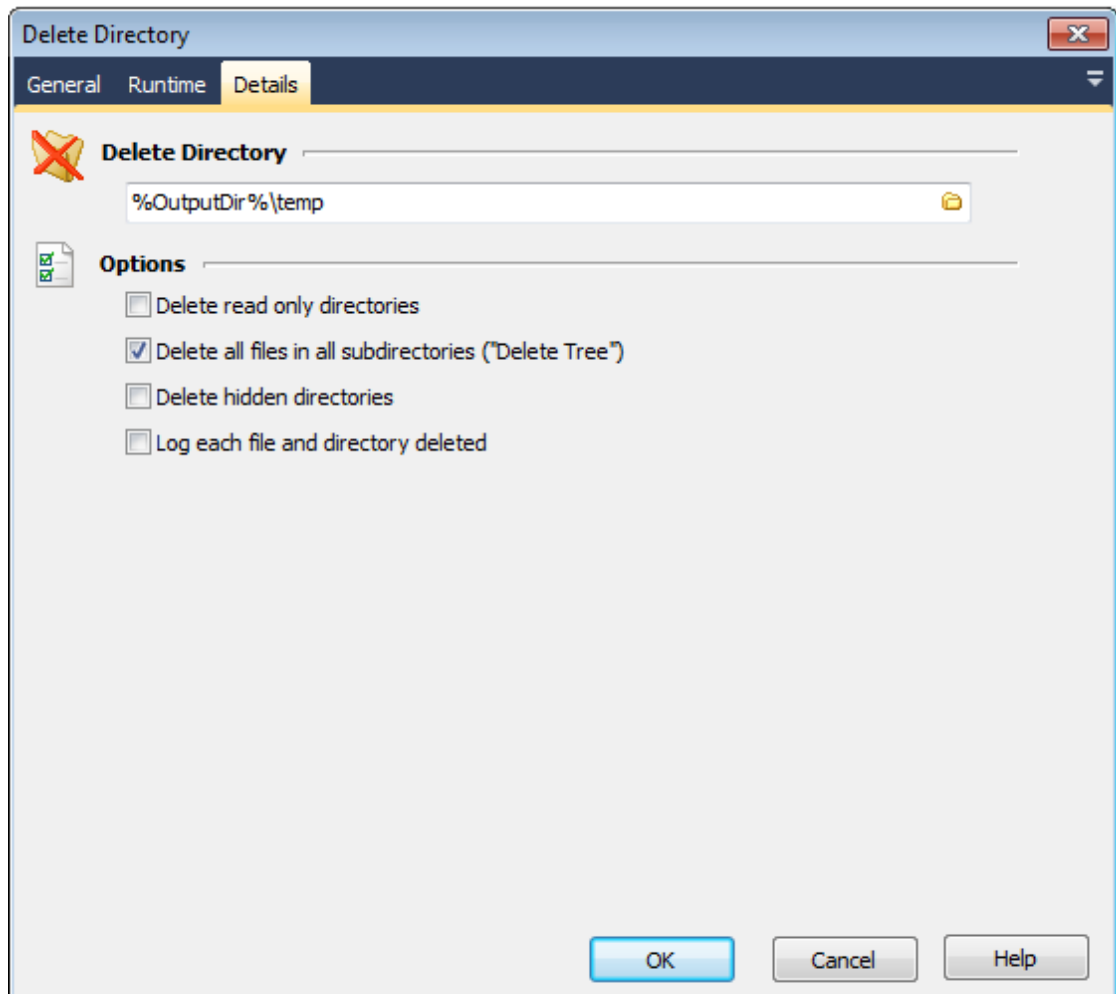 Delete Directory
General Runtime Details
Delete Directory
%OutputDir%\temp
Options
Delete read only directories
Delete all files in all subdirectories ("Delete Tree")
Delete hidden directories
Log each file and directory deleted
OK Cancel Help